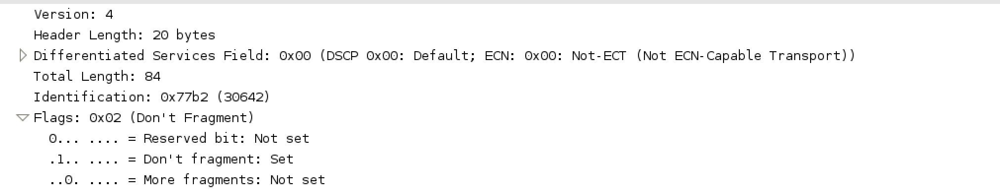 Version: 4
Header Length: 20 bytes
Differentiated Services Field: 0x00 (DSCP 0x00: Default; ECN: 0x00: Not-ECT (Not ECN-Capable Transport))
Total Length: 84
Identification: 0x77b2 (30642)
Flags: 0x02 (Don't Fragment)
0... .... = Reserved bit: Not set
.1.. .... = Don't fragment: Set
..0. .... = More fragments: Not set